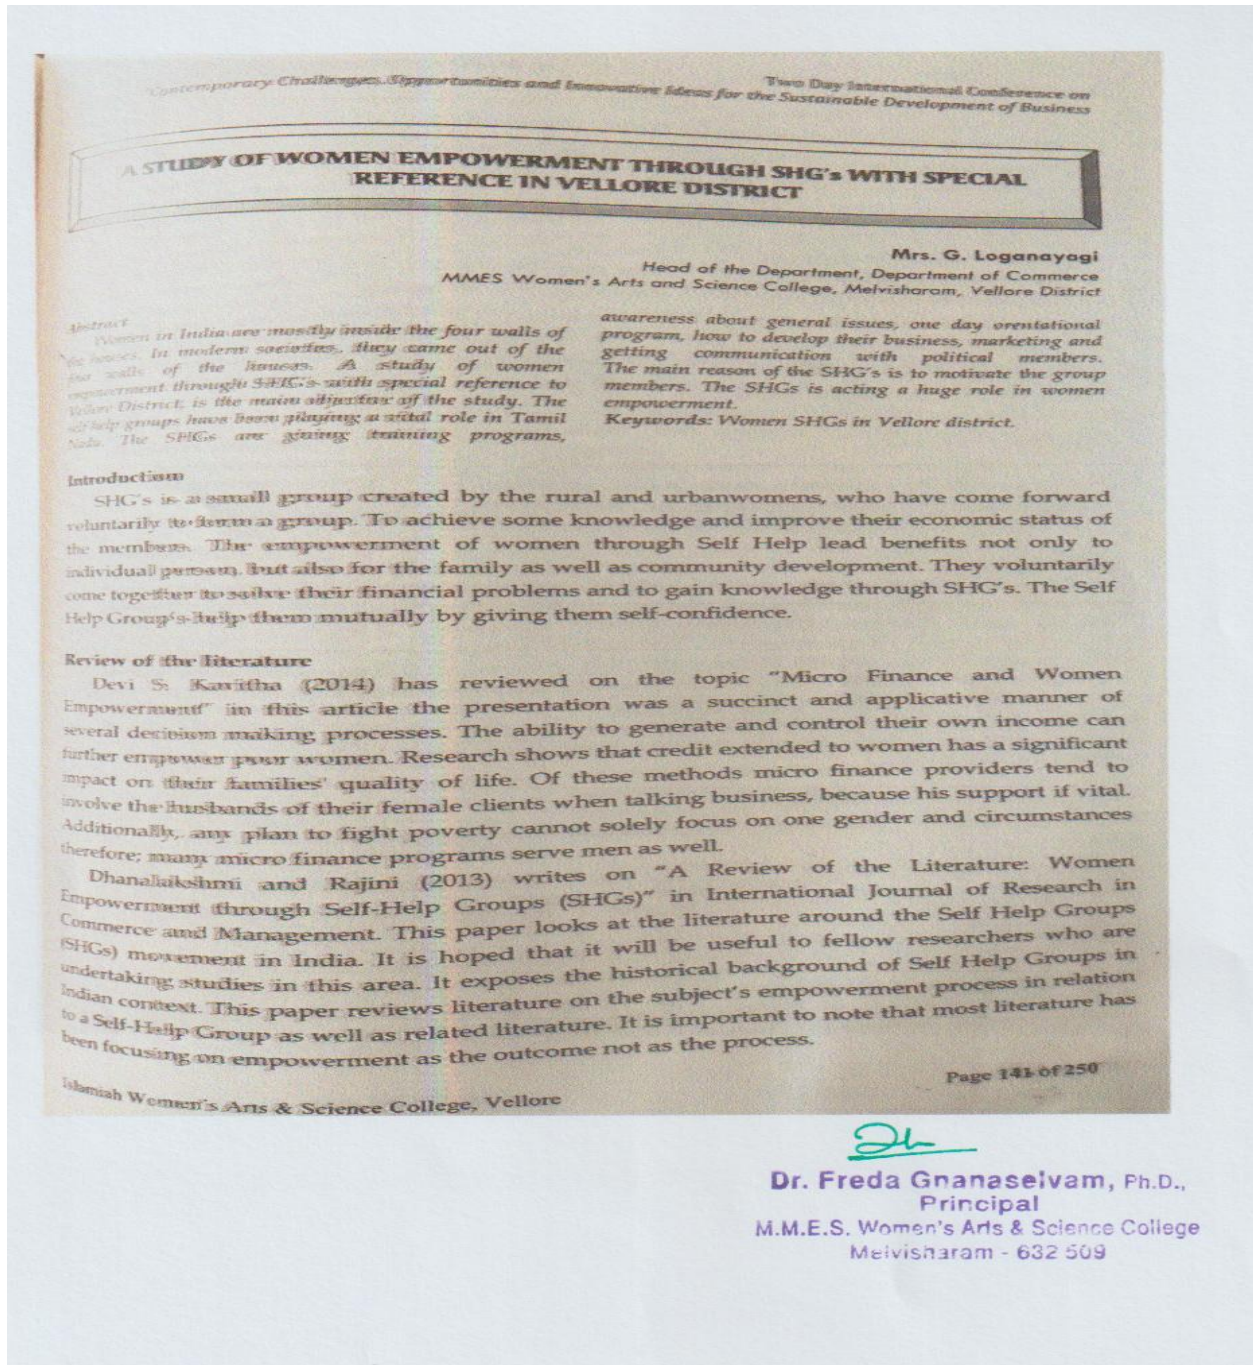 Two Day International Conference on
Contemporary Challenges, Opportunities and Innovative Ideas for the Sustainable Development of Business
A STUDY OF WOMEN EMPOWERMENT THROUGH SHG's WITH SPECIAL
REFERENCE IN VELLORE DISTRICT
Mrs. G. Loganayagi
Head of the Department, Department of Commerce
MMES Women's Arts and Science College, Melvisharam, Vellore District
Abstract
Women in India are mostly inside the four walls of
the houses. In modern societies, they came out of the
four walls of the houses. A study of women
empowerment through SHG's with special reference to
Vellore District, is the main objective of the study. The
self help groups have been playing a vital role in Tamil
Nadu. The SHGs are giving training programs,
awareness about general issues, one day orentational
program, how to develop their business, marketing and
getting communication with political members.
The main reason of the SHG's is to motivate the group
members. The SHGs is acting a huge role in women
empowerment.
Keywords: Women SHGs in Vellore district.
Introduction
SHG's is a small group created by the rural and urbanwomens, who have come forward
voluntarily to form a group. To achieve some knowledge and improve their economic status of
the members. The empowerment of women through Self Help lead benefits not only to
individual person, but also for the family as well as community development. They voluntarily
come together to solve their financial problems and to gain knowledge through SHG's. The Self
Help Group's help them mutually by giving them self-confidence.
Review of the literature
Devi S. Kavitha (2014) has reviewed on the topic "Micro Finance and Women
Empowerment" in this article the presentation was a succinct and applicative manner of
several decision making processes. The ability to generate and control their own income can
further empower poor women. Research shows that credit extended to women has a significant
impact on their families' quality of life. Of these methods micro finance providers tend to
involve the husbands of their female clients when talking business, because his support if vital.
Additionally, any plan to fight poverty cannot solely focus on one gender and circumstances
therefore; many micro finance programs serve men as well.
Dhanalakshmi and Rajini (2013) writes on "A Review of the Literature: Women
Empowerment through Self-Help Groups (SHGs)" in International Journal of Research in
Commerce and Management. This paper looks at the literature around the Self Help Groups
(SHGs) movement in India. It is hoped that it will be useful to fellow researchers who are
undertaking studies in this area. It exposes the historical background of Self Help Groups in
Indian context. This paper reviews literature on the subject's empowerment process in relation
to a Self-Help Group as well as related literature. It is important to note that most literature has
been focusing on empowerment as the outcome not as the process.
Page 141 of 250
Islamiah Women's Arts & Science College, Vellore
Dr. Freda Gnanaselvam, Ph.D.,
Principal
M.M.E.S. Women's Arts & Science College
Melvisharam - 632 509